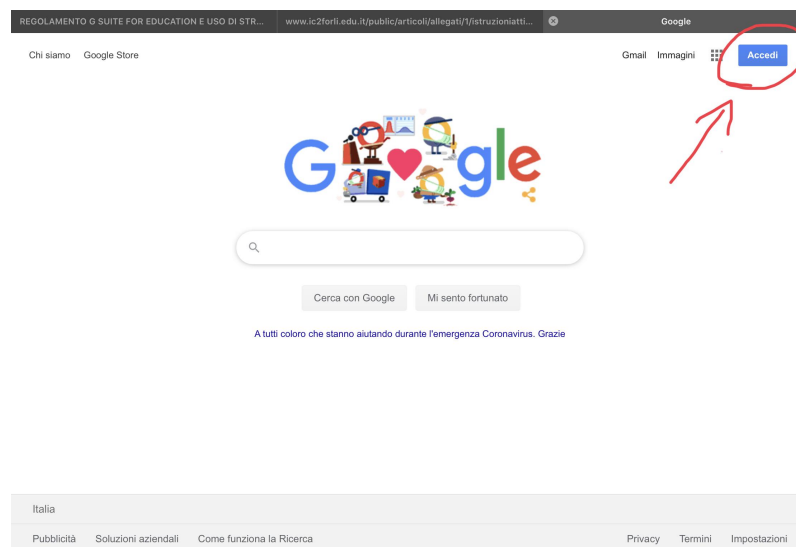 REGOLAMENTO G SUITE FOR EDUCATION E USO DI STR...
www.ic2forli.edu.it/public/articoli/allegati/1/istruzioniatti...
Google
Chi siamo Google Store
Gmail Immagini Accedi
Google
Cerca con Google Mi sento fortunato
A tutti coloro che stanno aiutando durante l'emergenza Coronavirus. Grazie
Italia
Pubblicità Soluzioni aziendali Come funziona la Ricerca
Privacy Termini Impostazioni